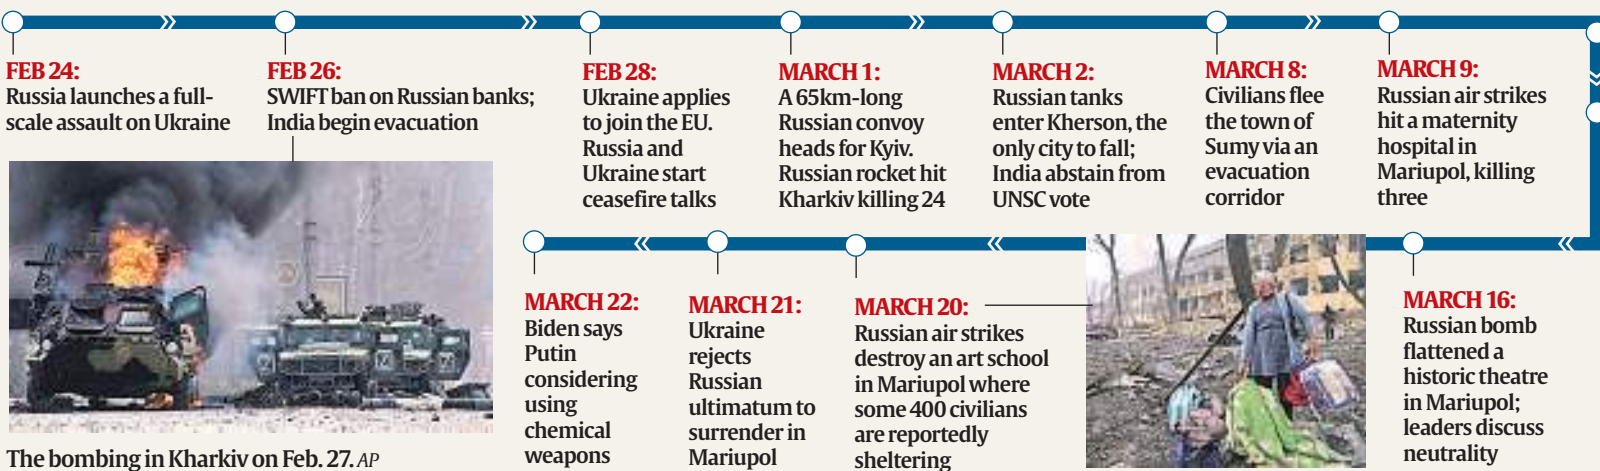 FEB 24:
Russia launches a full-
scale assault on Ukraine
FEB 26:
SWIFT ban on Russian banks;
India begin evacuation
FEB 28:
Ukraine applies
to join the EU.
Russia and
Ukraine start
ceasefire talks
MARCH 1:
A 65km-long
Russian convoy
heads for Kyiv.
Russian rocket hit
Kharkiv killing 24
MARCH 2:
Russian tanks
enter Kherson, the
only city to fall;
India abstain from
UNSC vote
MARCH 8:
Civilians flee
the town of
Sumy via an
evacuation
corridor
MARCH 9:
Russian air strikes
hit a maternity
hospital in
Mariupol, killing
three
MARCH 16:
Russian bomb
flattened a
historic theatre
in Mariupol;
leaders discuss
neutrality
MARCH 20:
Russian air strikes
destroy an art school
in Mariupol where
some 400 civilians
are reportedly
sheltering
MARCH 21:
Ukraine
rejects
Russian
ultimatum to
surrender in
Mariupol
MARCH 22:
Biden says
Putin
considering
using
chemical
weapons
The bombing in Kharkiv on Feb. 27. AP